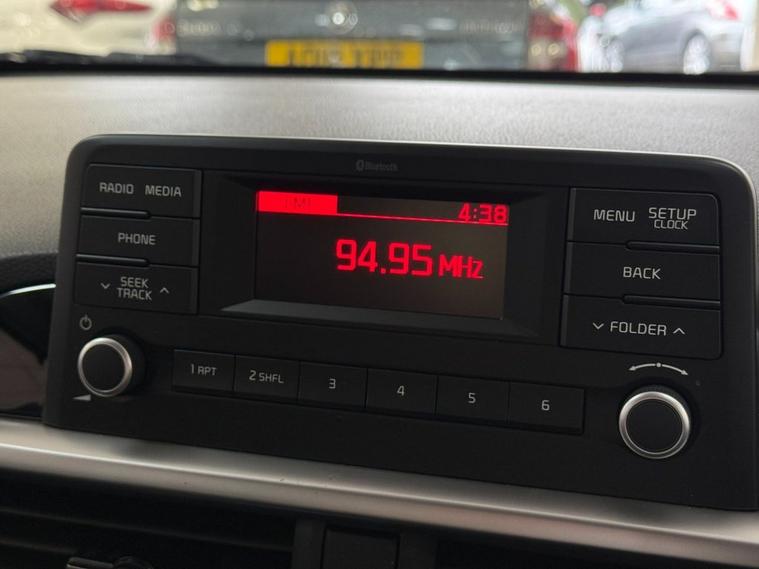 Bluetooth
RADIO MEDIA
PHONE
SEEK
TRACK
FM1 4:38
94.95 MHz
MENU SETUP
CLOCK
BACK
FOLDER
1 RPT 2 SHFL 3 4 5 6